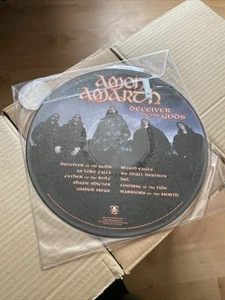 AMON
AMARTH
DECEIVER
OF THE GODS
DECEIVER OF THE GODS
AS LOKE FALLS
FATHER OF THE WOLF
SHAPE SHIFTER
UNDER SIEGE
BLOOD EAGLE
WE SHALL DESTROY
HEL
COMING OF THE TIDE
WARRIORS OF THE NORTH